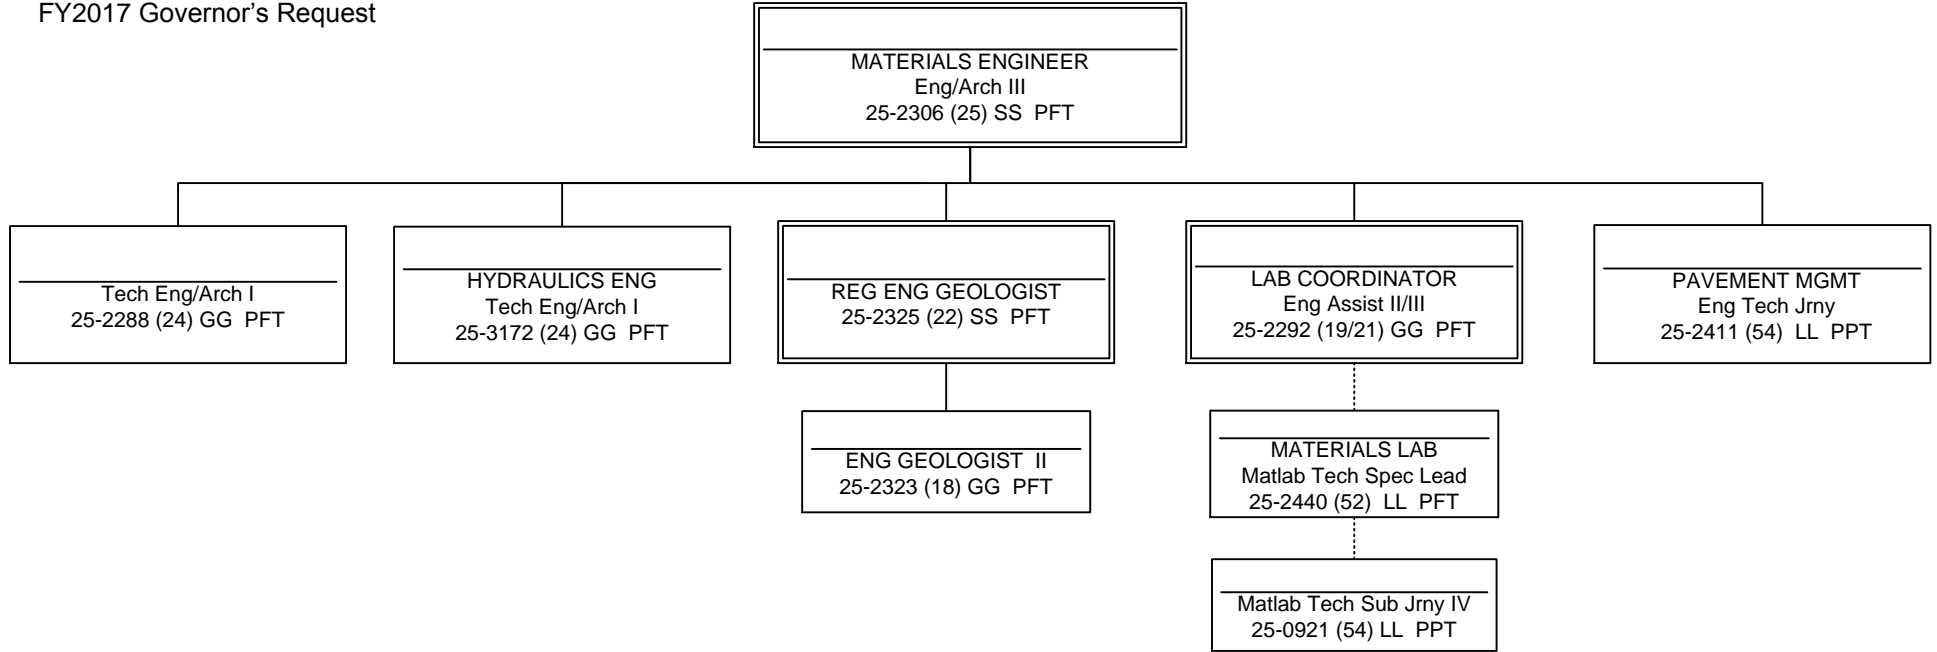 FY2017 Governor’s Request
MATERIALS ENGINEER
Eng/Arch III
25-2306 (25) SS  PFT
Tech Eng/Arch I
25-2288 (24) GG  PFT
HYDRAULICS ENG
Tech Eng/Arch I
25-3172 (24) GG  PFT
REG ENG GEOLOGIST
25-2325 (22) SS  PFT
LAB COORDINATOR
Eng Assist II/III
25-2292 (19/21) GG  PFT
PAVEMENT MGMT
Eng Tech Jrny
25-2411 (54)  LL  PPT
ENG GEOLOGIST  II
25-2323 (18) GG  PFT
MATERIALS LAB
Matlab Tech Spec Lead
25-2440 (52)  LL  PFT
Matlab Tech Sub Jrny IV
25-0921 (54) LL  PPT